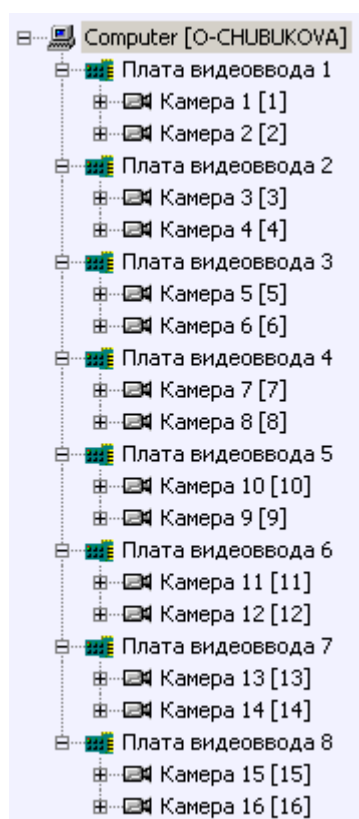 Computer [O-CHUBUKOVA]
Плата видеоввода 1
Камера 1 [1]
Камера 2 [2]
Плата видеоввода 2
Камера 3 [3]
Камера 4 [4]
Плата видеоввода 3
Камера 5 [5]
Камера 6 [6]
Плата видеоввода 4
Камера 7 [7]
Камера 8 [8]
Плата видеоввода 5
Камера 10 [10]
Камера 9 [9]
Плата видеоввода 6
Камера 11 [11]
Камера 12 [12]
Плата видеоввода 7
Камера 13 [13]
Камера 14 [14]
Плата видеоввода 8
Камера 15 [15]
Камера 16 [16]